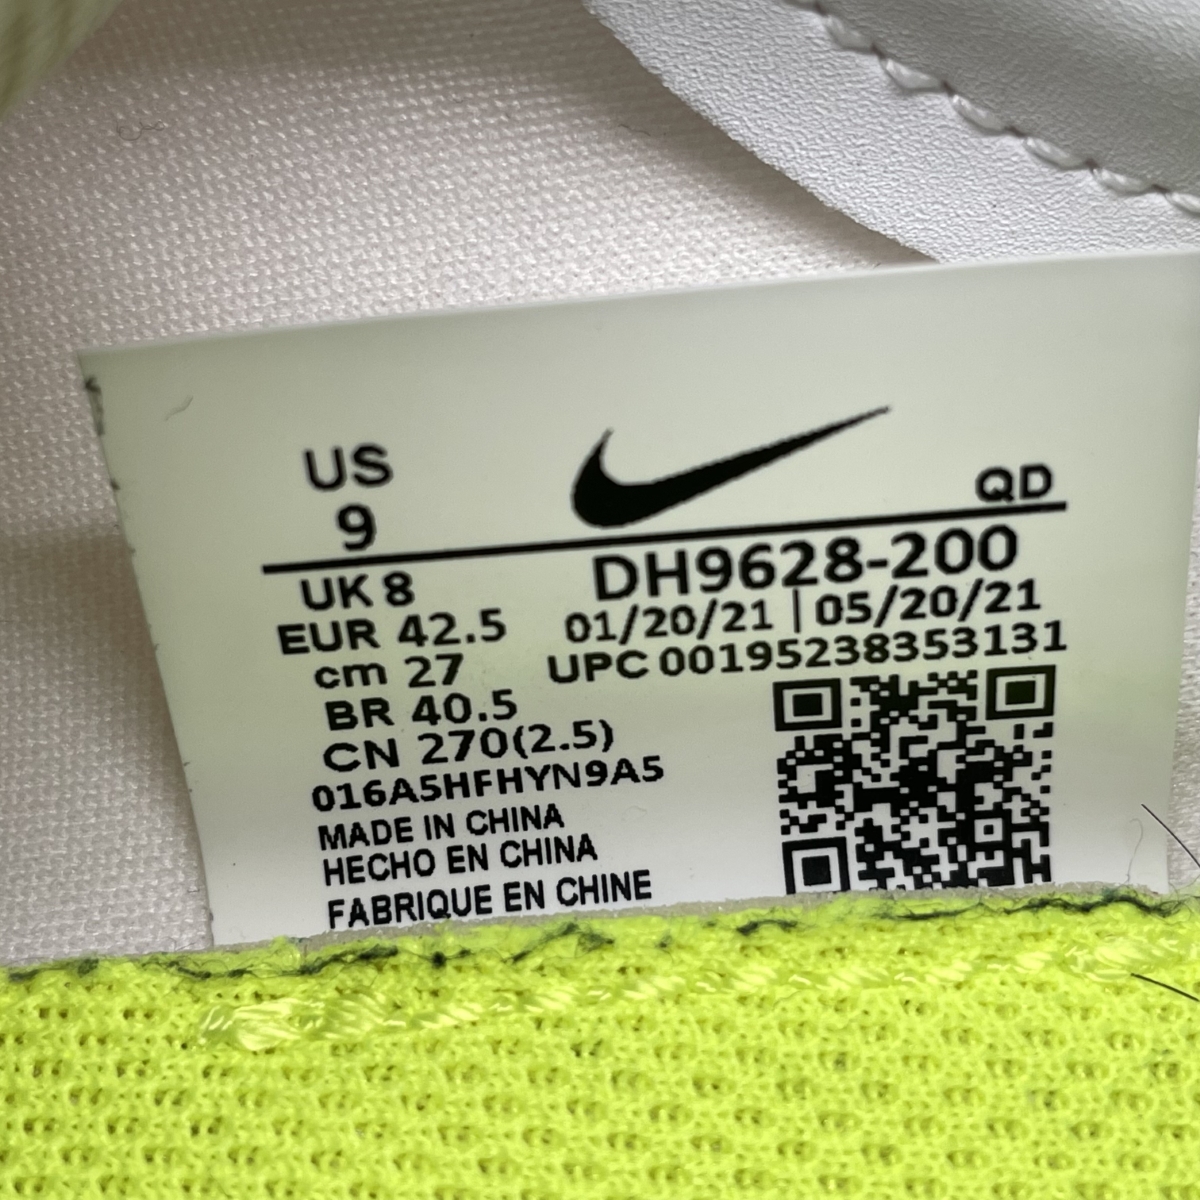 US
9
QD
UK 8
DH9628-200
EUR 42.5
01/20/21 | 05/20/21
cm 27
UPC 00195238353131
BR 40.5
CN 270(2.5)
016A5HFHYN9A5
MADE IN CHINA
HECHO EN CHINA
FABRIQUE EN CHINE